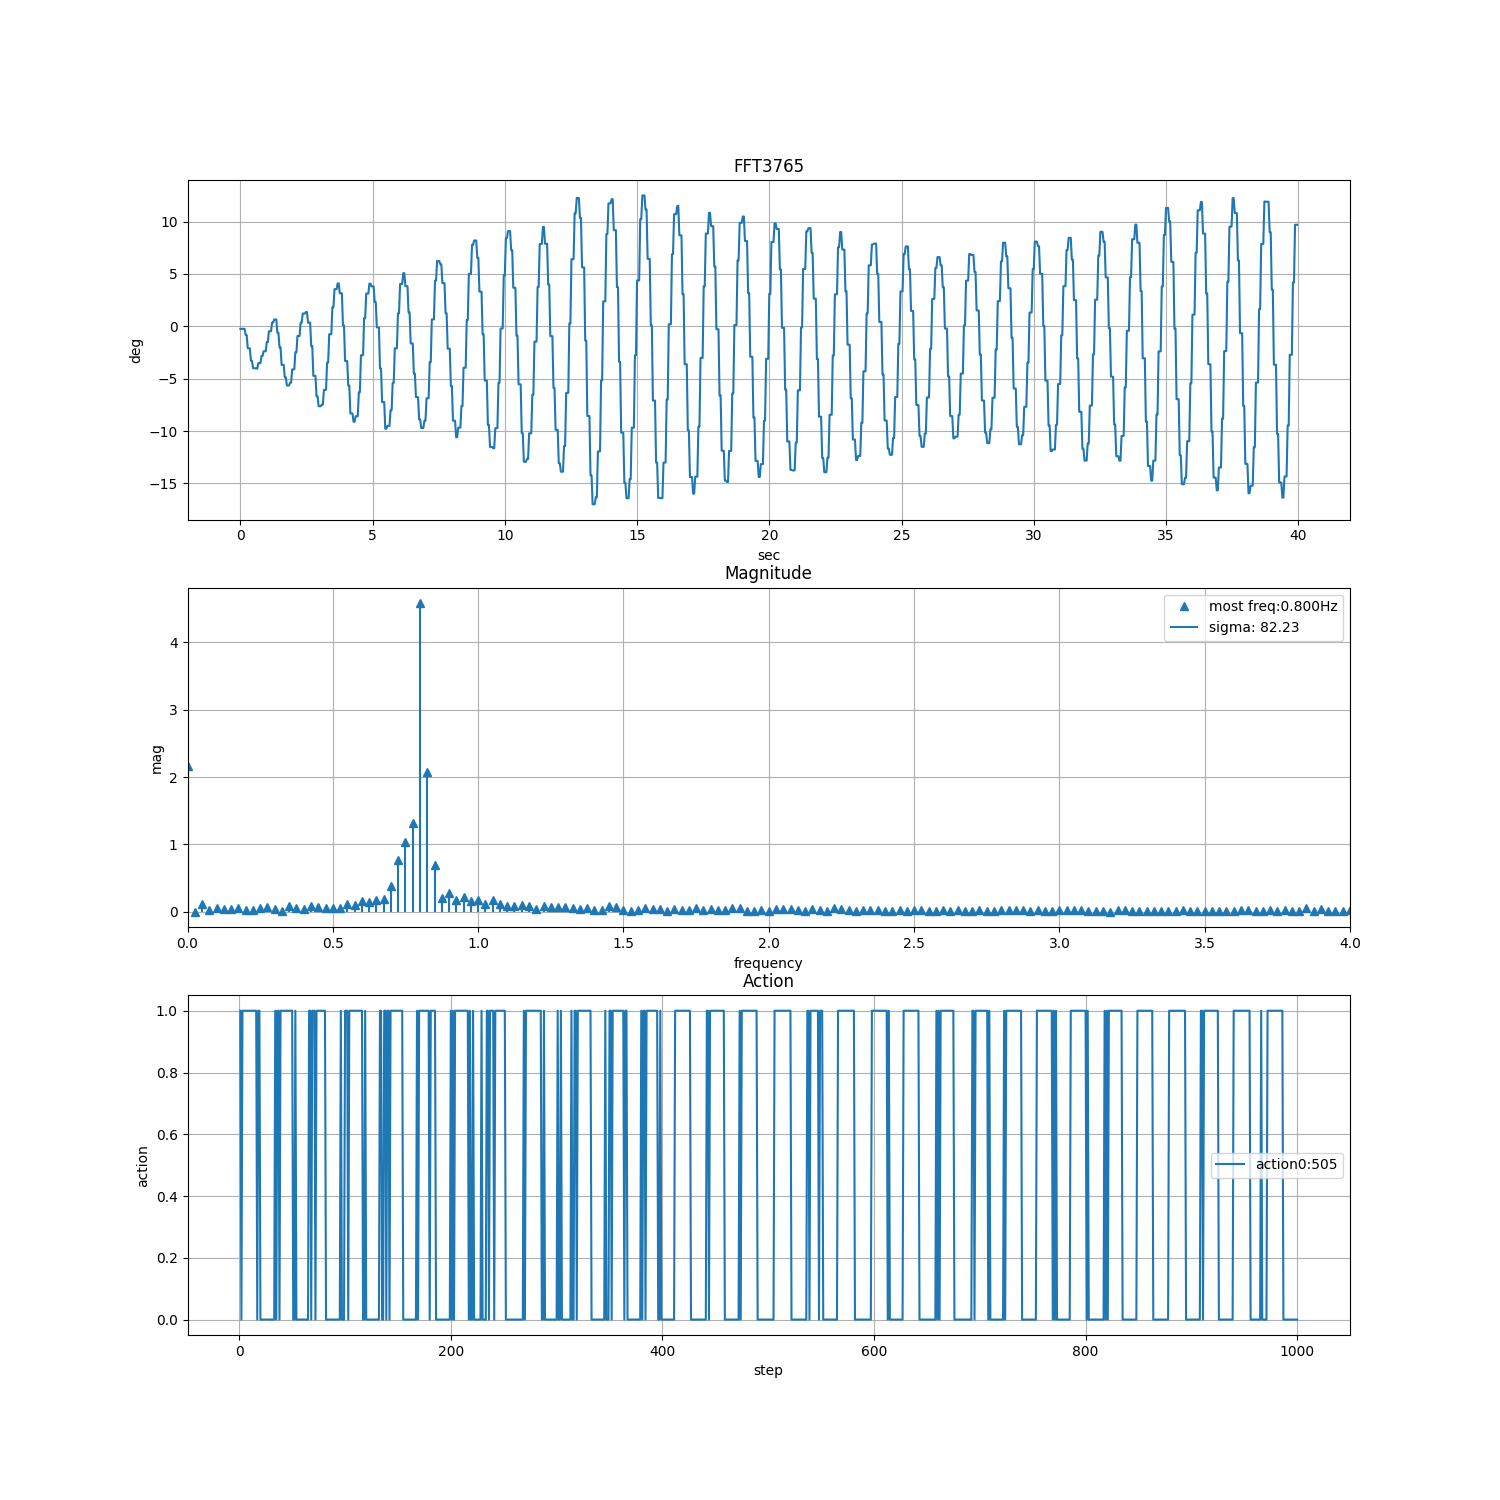 FFT3765
10
5
0
−5
−10
−15
deg
0 5 10 15 20 25 30 35 40
sec
Magnitude
most freq:0.800Hz
sigma: 82.23
4
3
2
1
0
mag
0.0 0.5 1.0 1.5 2.0 2.5 3.0 3.5 4.0
frequency
Action
1.0
0.8
0.6
0.4
0.2
0.0
action
action0:505
0 200 400 600 800 1000
step